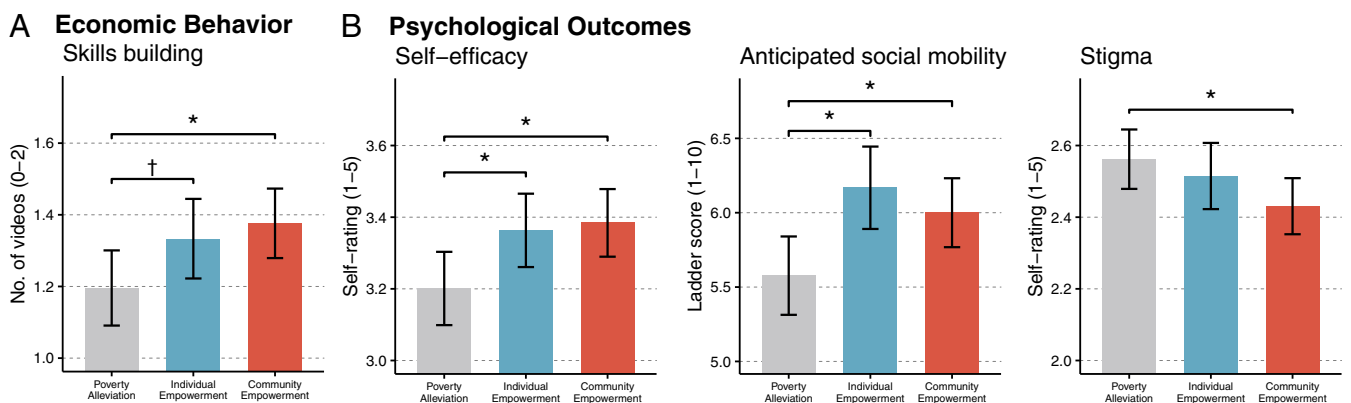 A Economic Behavior
Skills building
No. of videos (0−2)
1.6
1.4
1.2
1.0
*
†
Poverty Alleviation
Individual Empowerment
Community Empowerment
B Psychological Outcomes
Self−efficacy
Self−rating (1−5)
3.6
3.4
3.2
3.0
*
*
Poverty Alleviation
Individual Empowerment
Community Empowerment
Anticipated social mobility
Ladder score (1−10)
6.5
6.0
5.5
5.0
*
*
Poverty Alleviation
Individual Empowerment
Community Empowerment
Stigma
Self−rating (1−5)
2.6
2.4
2.2
2.0
*
Poverty Alleviation
Individual Empowerment
Community Empowerment